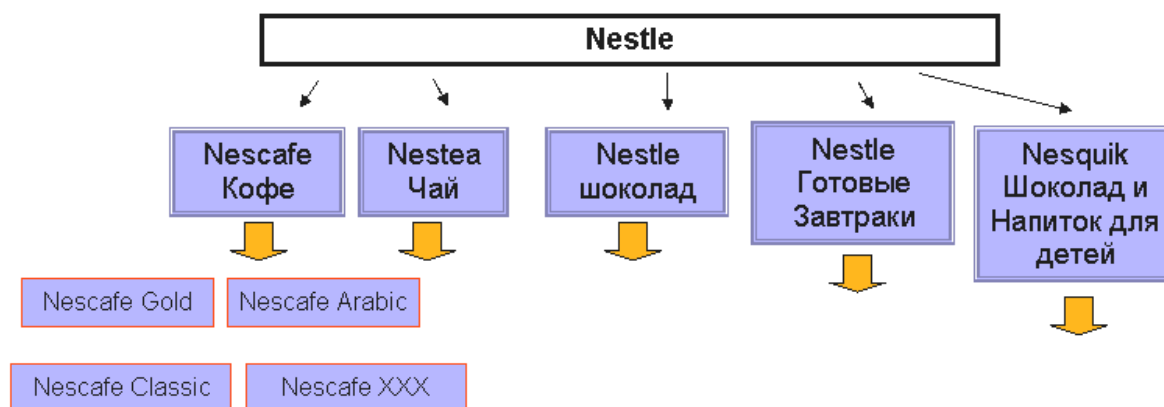 Nestle
Nescafe
Кофе
Nestea
Чай
Nestle
шоколад
Nestle
Готовые
Завтраки
Nesquik
Шоколад и
Напиток для
детей
Nescafe Gold
Nescafe Arabic
Nescafe Classic
Nescafe XXX